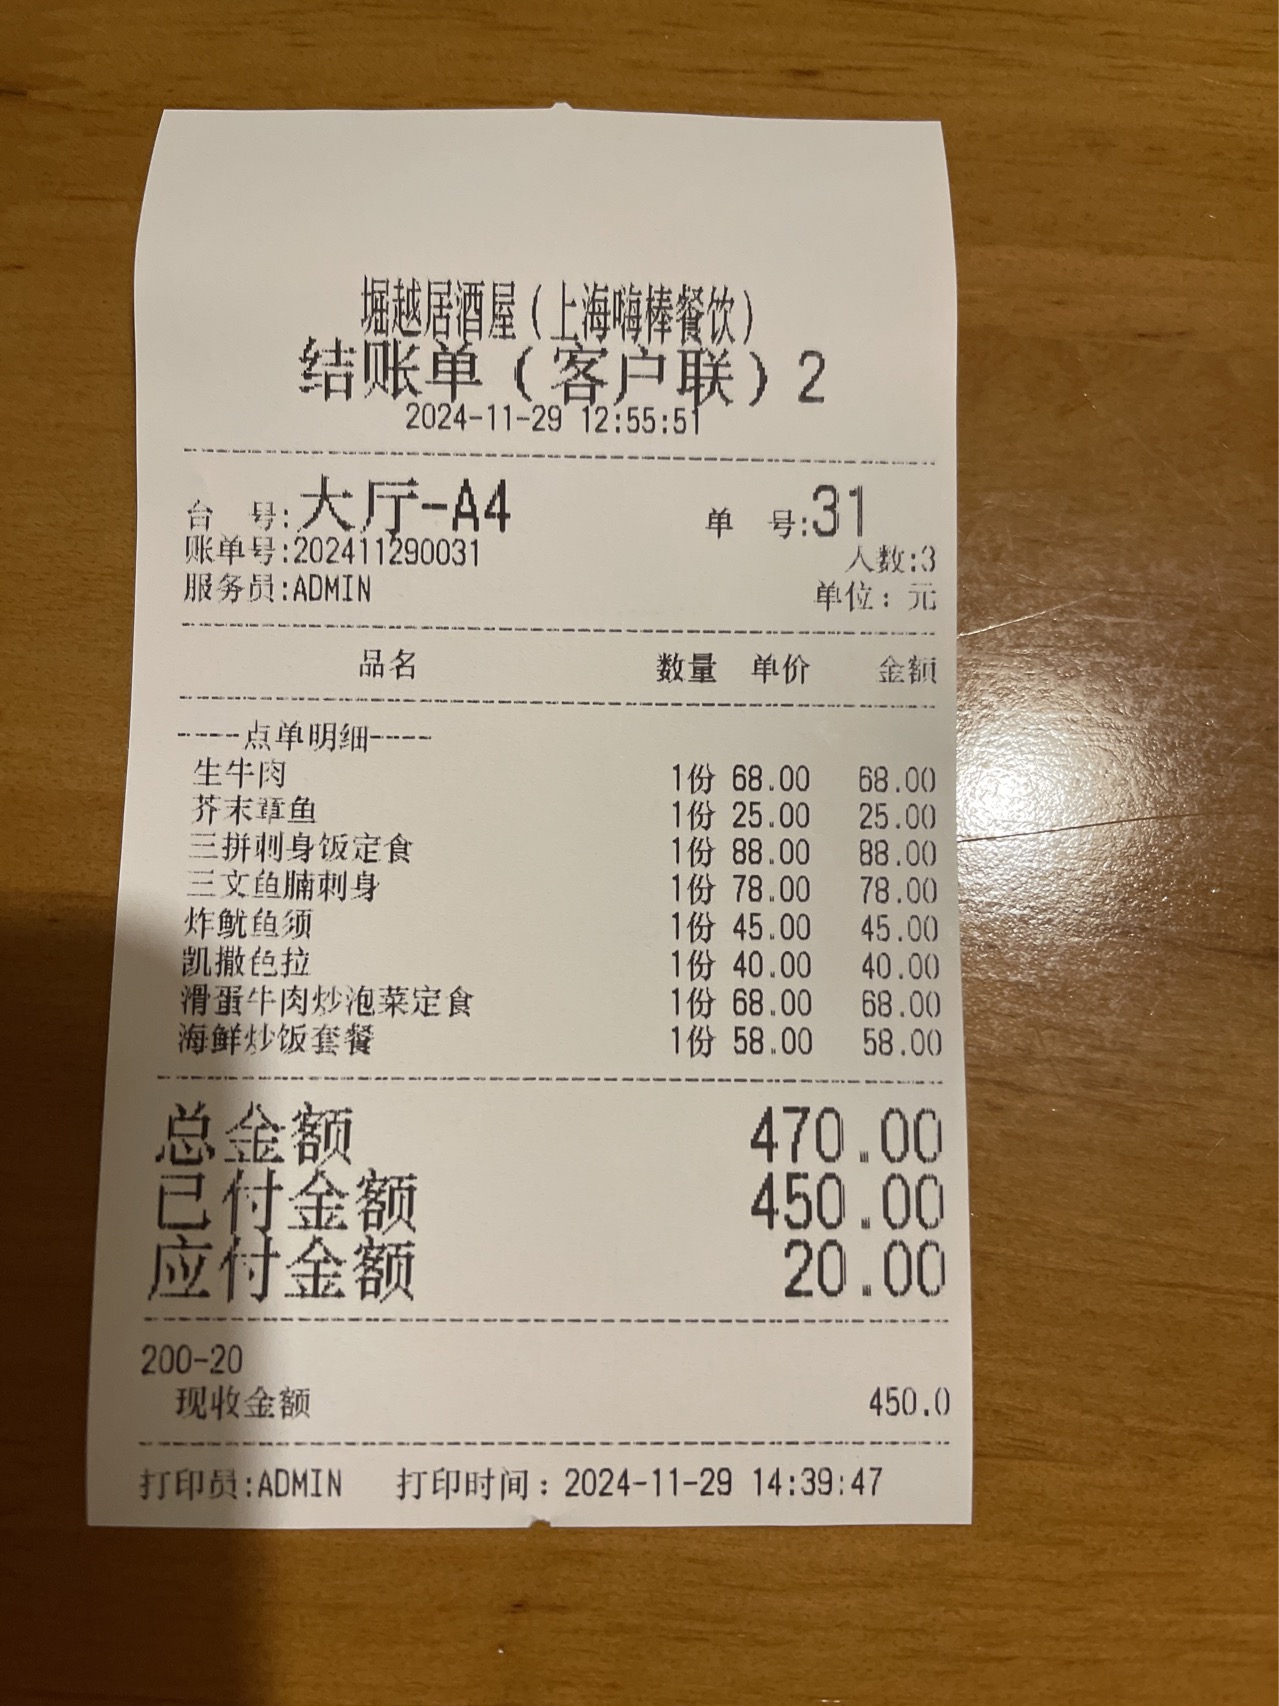 堀越居酒屋(上海嗨棒餐饮)
结账单(客户联)2
2024-11-29 12:55:51
台 号:大厅-A4 单 号:31
账单号:202411290031 人数:3
服务员:ADMIN 单位: 元
品名 数量 单价 金额
----点单明细----
生牛肉 1份 68.00 68.00
芥末章鱼 1份 25.00 25.00
三拼刺身饭定食 1份 88.00 88.00
三文鱼腩刺身 1份 78.00 78.00
炸鱿鱼须 1份 45.00 45.00
凯撒色拉 1份 40.00 40.00
滑蛋牛肉炒泡菜定食 1份 68.00 68.00
海鲜炒饭套餐 1份 58.00 58.00
总金额 470.00
已付金额 450.00
应付金额 20.00
200-20
现收金额 450.0
打印员:ADMIN 打印时间: 2024-11-29 14:39:47